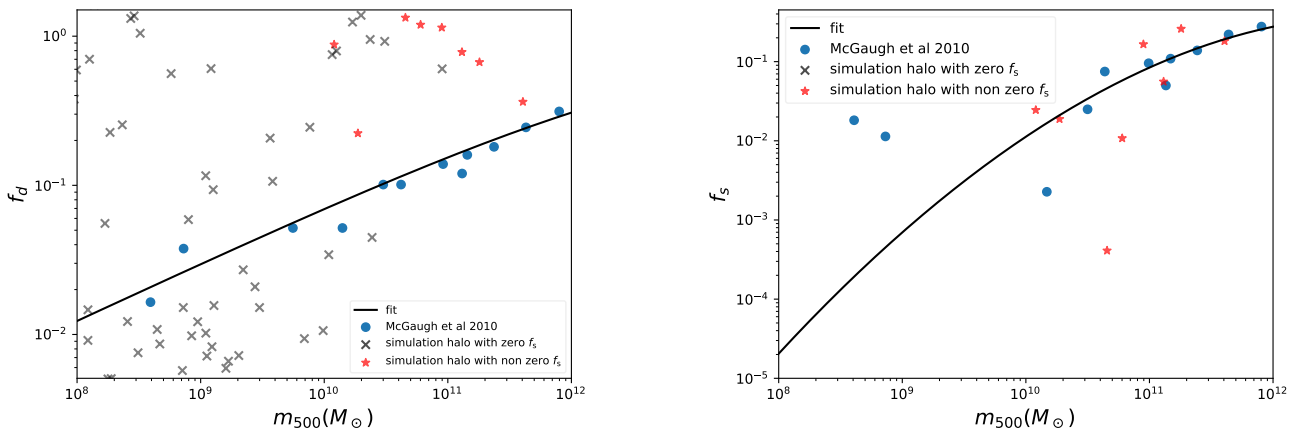 10⁰
10⁻¹
10⁻²
f_d
10⁸
10⁹
10¹⁰
10¹¹
10¹²
m₅₀₀(M_⊙)
fit
McGaugh et al 2010
simulation halo with zero f_s
simulation halo with non zero f_s
10⁻¹
10⁻²
10⁻³
10⁻⁴
10⁻⁵
f_s
10⁸
10⁹
10¹⁰
10¹¹
10¹²
m₅₀₀(M_⊙)
fit
McGaugh et al 2010
simulation halo with zero f_s
simulation halo with non zero f_s